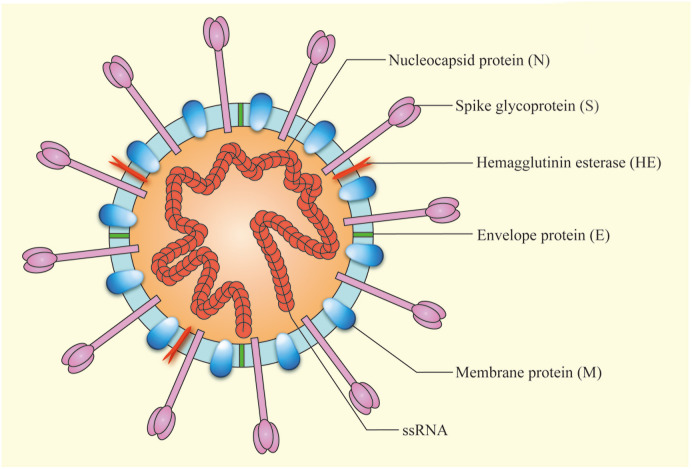 Nucleocapsid protein (N)
Spike glycoprotein (S)
Hemagglutinin esterase (HE)
Envelope protein (E)
Membrane protein (M)
ssRNA